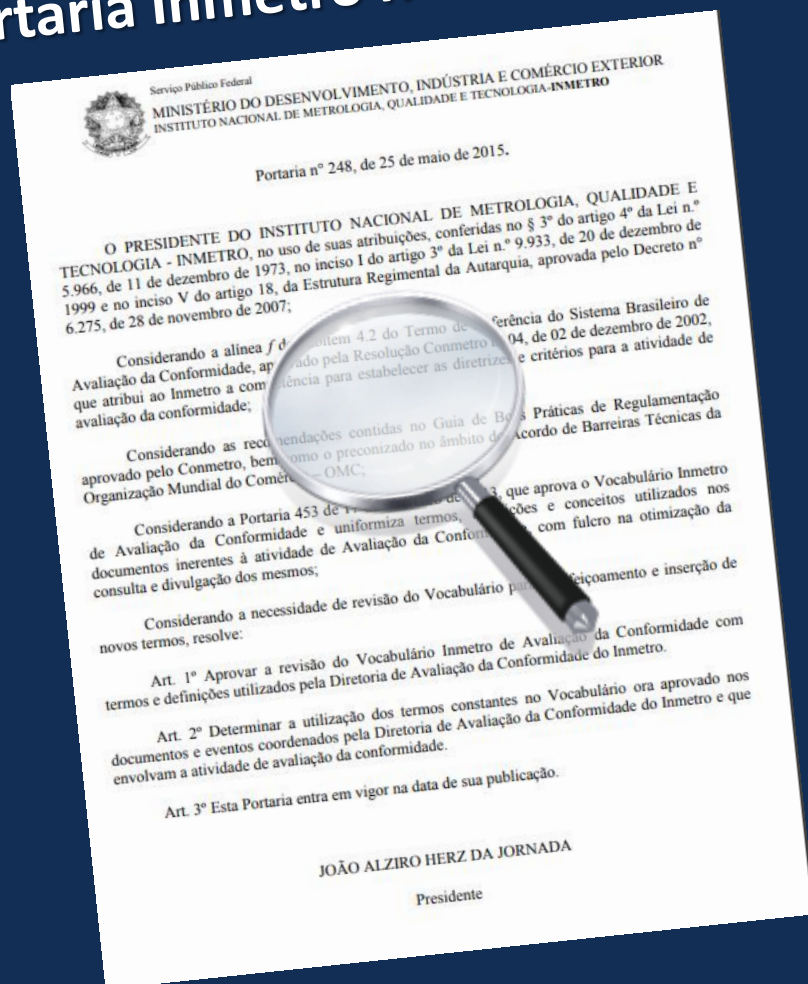 rtaria Inmetro
Serviço Público Federal
MINISTÉRIO DO DESENVOLVIMENTO, INDÚSTRIA E COMÉRCIO EXTERIOR
INSTITUTO NACIONAL DE METROLOGIA, QUALIDADE E TECNOLOGIA-INMETRO
Portaria nº 248, de 25 de maio de 2015.
O PRESIDENTE DO INSTITUTO NACIONAL DE METROLOGIA, QUALIDADE E
TECNOLOGIA - INMETRO, no uso de suas atribuições, conferidas no § 3º do artigo 4º da Lei n.º
5.966, de 11 de dezembro de 1973, no inciso I do artigo 3º da Lei n.º 9.933, de 20 de dezembro de
1999 e no inciso V do artigo 18, da Estrutura Regimental da Autarquia, aprovada pelo Decreto nº
6.275, de 28 de novembro de 2007;
Considerando a alínea f d item 4.2 do Termo de ferência do Sistema Brasileiro de
Avaliação da Conformidade, ap ado pela Resolução Conmetro 04, de 02 de dezembro de 2002,
que atribui ao Inmetro a com tência para estabelecer as diretrizes e critérios para a atividade de
avaliação da conformidade;
Considerando as reco endações contidas no Guia de Bo s Práticas de Regulamentação
aprovado pelo Conmetro, bem como o preconizado no âmbito d Acordo de Barreiras Técnicas da
Organização Mundial do Comér – OMC;
Considerando a Portaria 453 de de 3, que aprova o Vocabulário Inmetro
de Avaliação da Conformidade e uniformiza termos, ções e conceitos utilizados nos
documentos inerentes à atividade de Avaliação da Confor , com fulcro na otimização da
consulta e divulgação dos mesmos;
Considerando a necessidade de revisão do Vocabulário pa feiçoamento e inserção de
novos termos, resolve:
Art. 1º Aprovar a revisão do Vocabulário Inmetro de Avaliação da Conformidade com
termos e definições utilizados pela Diretoria de Avaliação da Conformidade do Inmetro.
Art. 2º Determinar a utilização dos termos constantes no Vocabulário ora aprovado nos
documentos e eventos coordenados pela Diretoria de Avaliação da Conformidade do Inmetro e que
envolvam a atividade de avaliação da conformidade.
Art. 3º Esta Portaria entra em vigor na data de sua publicação.
JOÃO ALZIRO HERZ DA JORNADA
Presidente